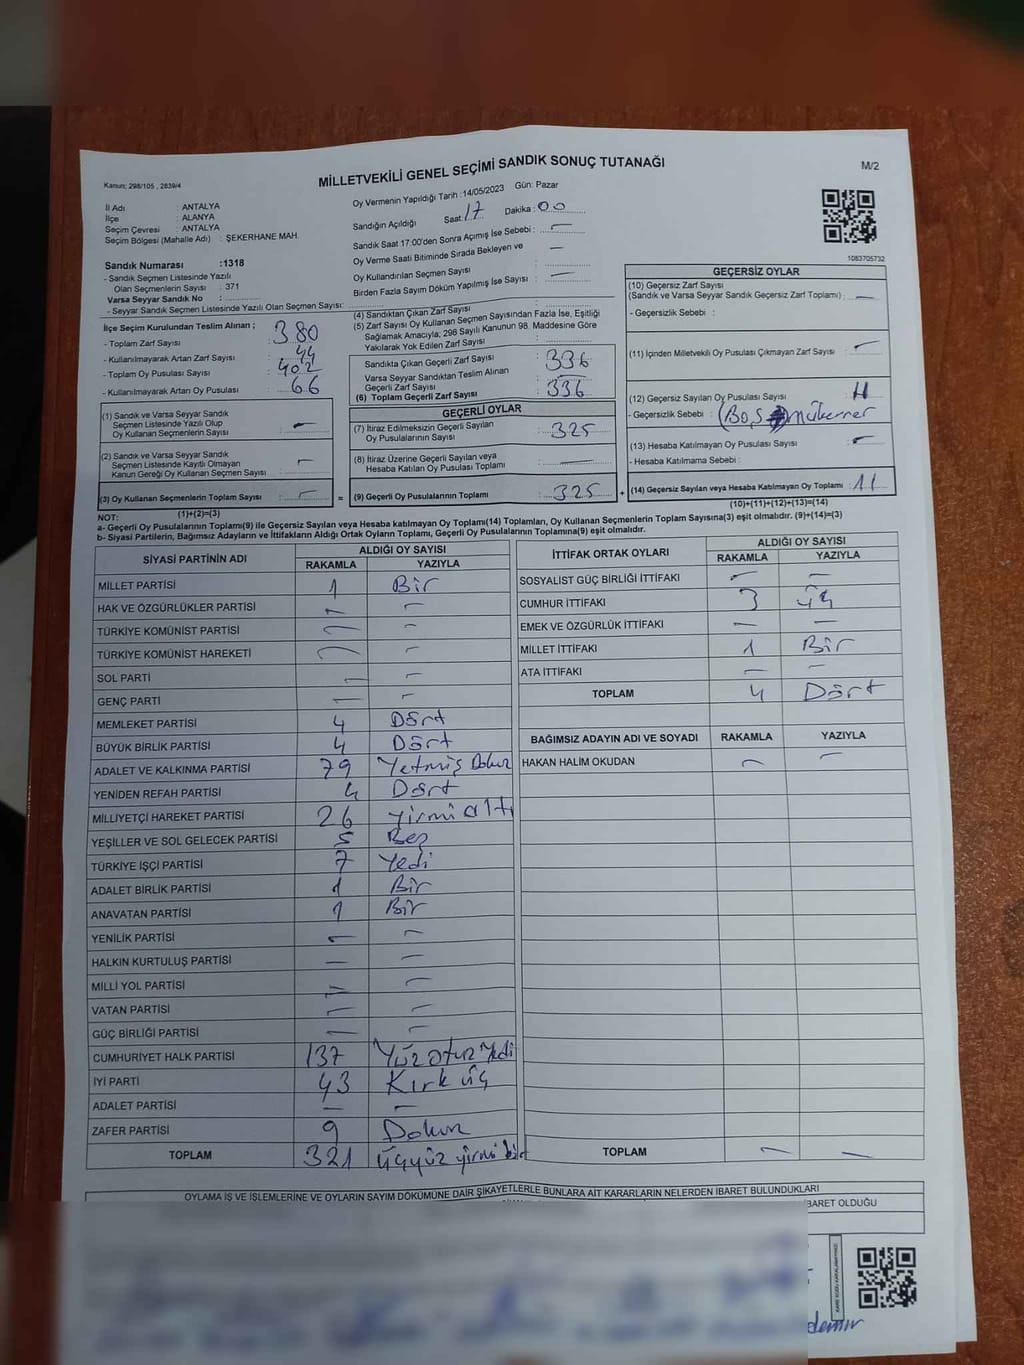 MİLLETVEKİLİ GENEL SEÇİMİ SANDIK SONUÇ TUTANAĞI
M/2
Kanun; 298/105 , 2839/4
İl Adı : ANTALYA
İlçe : ALANYA
Seçim Çevresi : ANTALYA
Seçim Bölgesi (Mahalle Adı) : ŞEKERHANE MAH.
Sandık Numarası :1318
- Sandık Seçmen Listesinde Yazılı
Olan Seçmenlerin Sayısı : 371
Varsa Seyyar Sandık No :
- Seyyar Sandık Seçmen Listesinde Yazılı Olan Seçmen Sayısı:
Oy Vermenin Yapıldığı Tarih :14/05/2023 Gün: Pazar
Sandığın Açıldığı Saat: 17 Dakika : 00
Sandık Saat 17:00'den Sonra Açımış İse Sebebi : —
Oy Verme Saati Bitiminde Sırada Bekleyen ve —
Oy Kullandırılan Seçmen Sayısı :
Birden Fazla Sayım Döküm Yapılmış İse Sayısı : —
1083705732
İlçe Seçim Kurulundan Teslim Alınan ;
- Toplam Zarf Sayısı : 380
- Kullanılmayarak Artan Zarf Sayısı : 44
- Toplam Oy Pusulası Sayısı : 402
- Kullanılmayarak Artan Oy Pusulası : 66
(1) Sandık ve Varsa Seyyar Sandık
Seçmen Listesinde Yazılı Olup
Oy Kullanan Seçmenlerin Sayısı : —
(2) Sandık ve Varsa Seyyar Sandık
Seçmen Listesinde Kayıtlı Olmayan
Kanun Gereği Oy Kullanan Seçmen Sayısı : —
(3) Oy Kullanan Seçmenlerin Toplam Sayısı : — =
(1)+(2)=(3)
(4) Sandıktan Çıkan Zarf Sayısı :
(5) Zarf Sayısı Oy Kullanan Seçmen Sayısından Fazla İse, Eşitliği
Sağlamak Amacıyla; 298 Sayılı Kanunun 98. Maddesine Göre
Yakılarak Yok Edilen Zarf Sayısı :
Sandıkta Çıkan Geçerli Zarf Sayısı : 336
Varsa Seyyar Sandıktan Teslim Alınan
Geçerli Zarf Sayısı : —
(6) Toplam Geçerli Zarf Sayısı : 336
GEÇERLİ OYLAR
(7) İtiraz Edilmeksizin Geçerli Sayılan
Oy Pusulalarının Sayısı : 325
(8) İtiraz Üzerine Geçerli Sayılan veya
Hesaba Katılan Oy Pusulası Toplamı : —
(9) Geçerli Oy Pusulalarının Toplamı : 325 +
GEÇERSİZ OYLAR
(10) Geçersiz Zarf Sayısı
(Sandık ve Varsa Seyyar Sandık Geçersiz Zarf Toplamı) : —
- Geçersizlik Sebebi :
(11) İçinden Milletvekili Oy Pusulası Çıkmayan Zarf Sayısı : —
(12) Geçersiz Sayılan Oy Pusulası Sayısı : 11
- Geçersizlik Sebebi : (Boş mükerrer
(13) Hesaba Katılmayan Oy Pusulası Sayısı : —
- Hesaba Katılmama Sebebi :
(14) Geçersiz Sayılan veya Hesaba Katılmayan Oy Toplamı : 11
(10)+(11)+(12)+(13)=(14)
NOT:
a- Geçerli Oy Pusulalarının Toplamı(9) ile Geçersiz Sayılan veya Hesaba katılmayan Oy Toplamı(14) Toplamları, Oy Kullanan Seçmenlerin Toplam Sayısına(3) eşit olmalıdır. (9)+(14)=(3)
b- Siyasi Partilerin, Bağımsız Adayların ve İttifakların Aldığı Ortak Oyların Toplamı, Geçerli Oy Pusulalarının Toplamına(9) eşit olmalıdır.
SİYASİ PARTİNİN ADI ALDIĞI OY SAYISI
RAKAMLA YAZIYLA
MİLLET PARTİSİ 1 Bir
HAK VE ÖZGÜRLÜKLER PARTİSİ — —
TÜRKİYE KOMÜNİST PARTİSİ — —
TÜRKİYE KOMÜNİST HAREKETİ — —
SOL PARTİ — —
GENÇ PARTİ — —
MEMLEKET PARTİSİ 4 Dört
BÜYÜK BİRLİK PARTİSİ 4 Dört
ADALET VE KALKINMA PARTİSİ 79 Yetmiş Dokuz
YENİDEN REFAH PARTİSİ 4 Dört
MİLLİYETÇİ HAREKET PARTİSİ 26 yirmi altı
YEŞİLLER VE SOL GELECEK PARTİSİ 5 Beş
TÜRKİYE İŞÇİ PARTİSİ 7 Yedi
ADALET BİRLİK PARTİSİ 1 Bir
ANAVATAN PARTİSİ 1 Bir
YENİLİK PARTİSİ — —
HALKIN KURTULUŞ PARTİSİ — —
MİLLİ YOL PARTİSİ — —
VATAN PARTİSİ — —
GÜÇ BİRLİĞİ PARTİSİ — —
CUMHURİYET HALK PARTİSİ 137 Yüz otuz Yedi
İYİ PARTİ 43 Kırk üç
ADALET PARTİSİ — —
ZAFER PARTİSİ 9 Dokuz
TOPLAM 321 üçyüz yirmi bir
İTTİFAK ORTAK OYLARI ALDIĞI OY SAYISI
RAKAMLA YAZIYLA
SOSYALİST GÜÇ BİRLİĞİ İTTİFAKI — —
CUMHUR İTTİFAKI 3 üç
EMEK VE ÖZGÜRLÜK İTTİFAKI — —
MİLLET İTTİFAKI 1 Bir
ATA İTTİFAKI — —
TOPLAM 4 Dört
BAĞIMSIZ ADAYIN ADI VE SOYADI RAKAMLA YAZIYLA
HAKAN HALİM OKUDAN — —
TOPLAM — —
OYLAMA İŞ VE İŞLEMLERİNE VE OYLARIN SAYIM DÖKÜMÜNE DAİR ŞİKAYETLERLE BUNLARA AİT KARARLARIN NELERDEN İBARET BULUNDUKLARI
İBARET OLDUĞU
demir